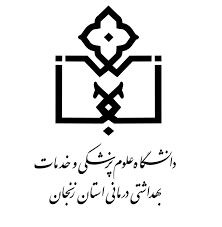 دانشگاه علوم پزشکی و خدمات
بهداشتی درمانی استان زنجان